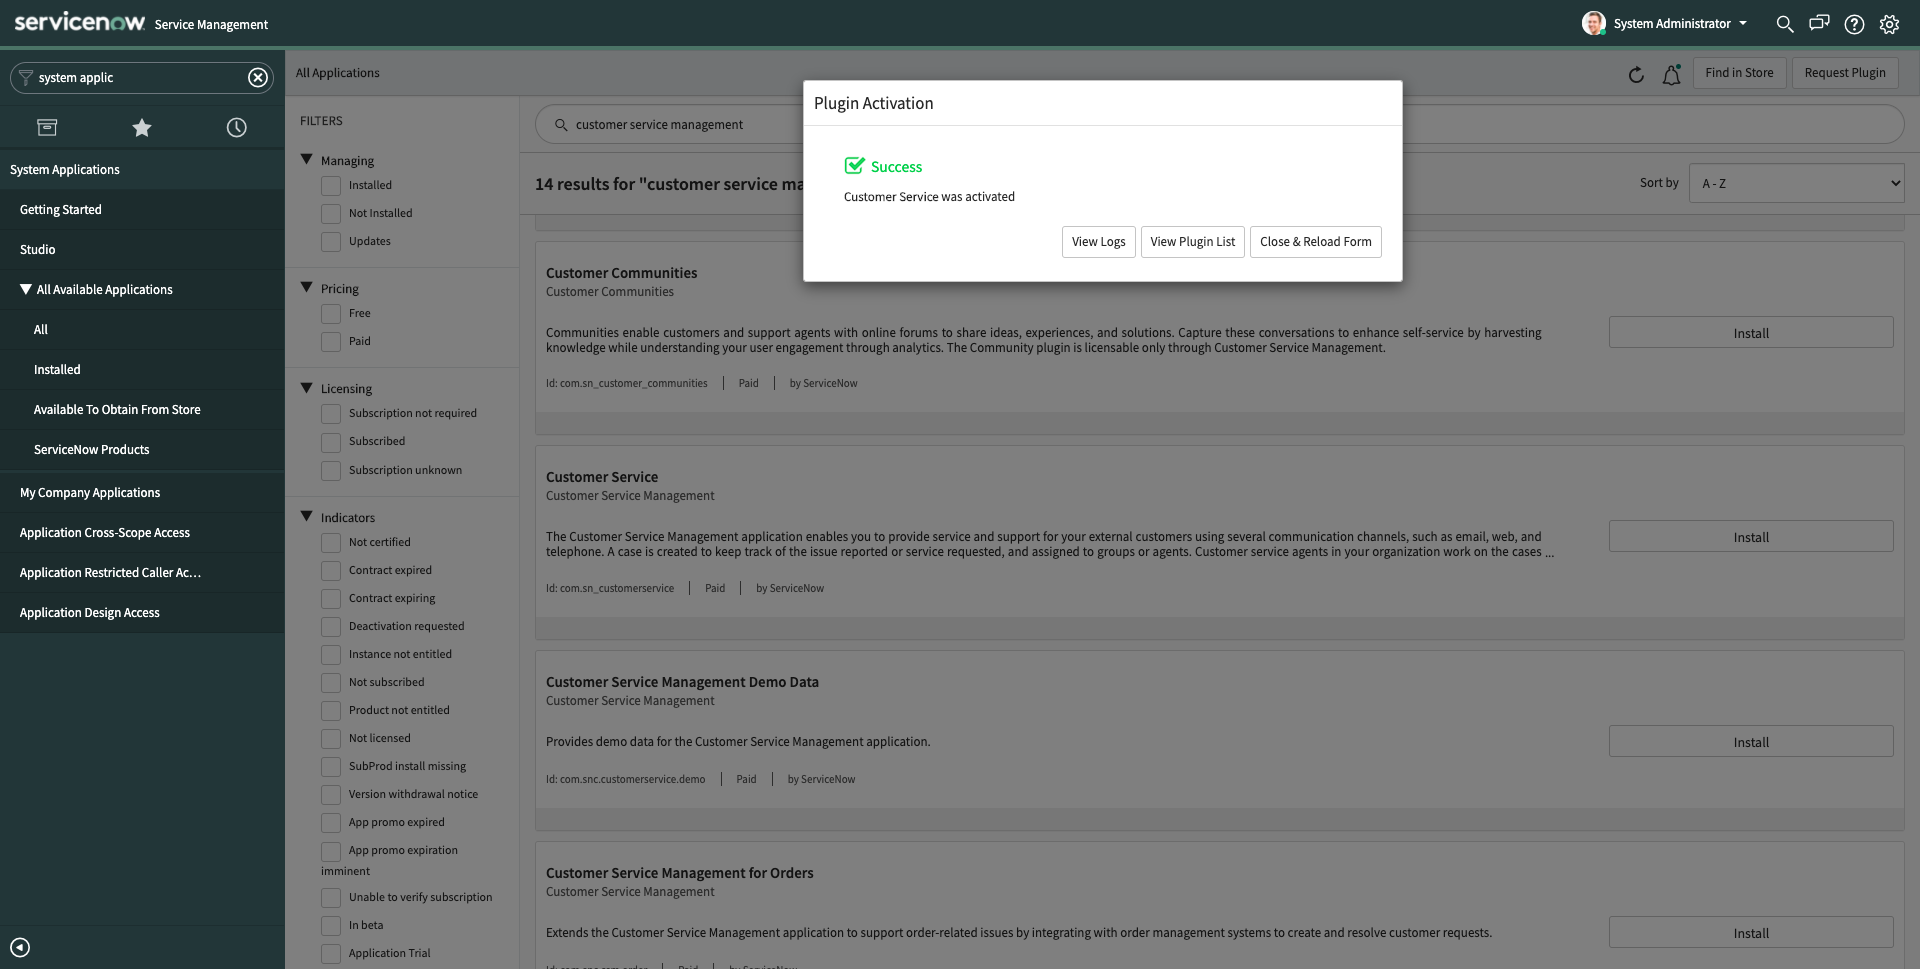 servicenow Service Management
System Administrator
system applic
System Applications
Getting Started
Studio
All Available Applications
All
Installed
Available To Obtain From Store
ServiceNow Products
My Company Applications
Application Cross-Scope Access
Application Restricted Caller Ac...
Application Design Access
All Applications
Find in Store
Request Plugin
FILTERS
Managing
Installed
Not Installed
Updates
Pricing
Free
Paid
Licensing
Subscription not required
Subscribed
Subscription unknown
Indicators
Not certified
Contract expired
Contract expiring
Deactivation requested
Instance not entitled
Not subscribed
Product not entitled
Not licensed
SubProd install missing
Version withdrawal notice
App promo expired
App promo expiration
imminent
Unable to verify subscription
In beta
Application Trial
customer service management
14 results for "customer service ma
Sort by
A - Z
Plugin Activation
Success
Customer Service was activated
View Logs
View Plugin List
Close & Reload Form
Customer Communities
Customer Communities
Communities enable customers and support agents with online forums to share ideas, experiences, and solutions. Capture these conversations to enhance self-service by harvesting
knowledge while understanding your user engagement through analytics. The Community plugin is licensable only through Customer Service Management.
Id: com.sn_customer_communities | Paid | by ServiceNow
Install
Customer Service
Customer Service Management
The Customer Service Management application enables you to provide service and support for your external customers using several communication channels, such as email, web, and
telephone. A case is created to keep track of the issue reported or service requested, and assigned to groups or agents. Customer service agents in your organization work on the cases ...
Id: com.sn_customerservice | Paid | by ServiceNow
Install
Customer Service Management Demo Data
Customer Service Management
Provides demo data for the Customer Service Management application.
Id: com.snc.customerservice.demo | Paid | by ServiceNow
Install
Customer Service Management for Orders
Customer Service Management
Extends the Customer Service Management application to support order-related issues by integrating with order management systems to create and resolve customer requests.
Install